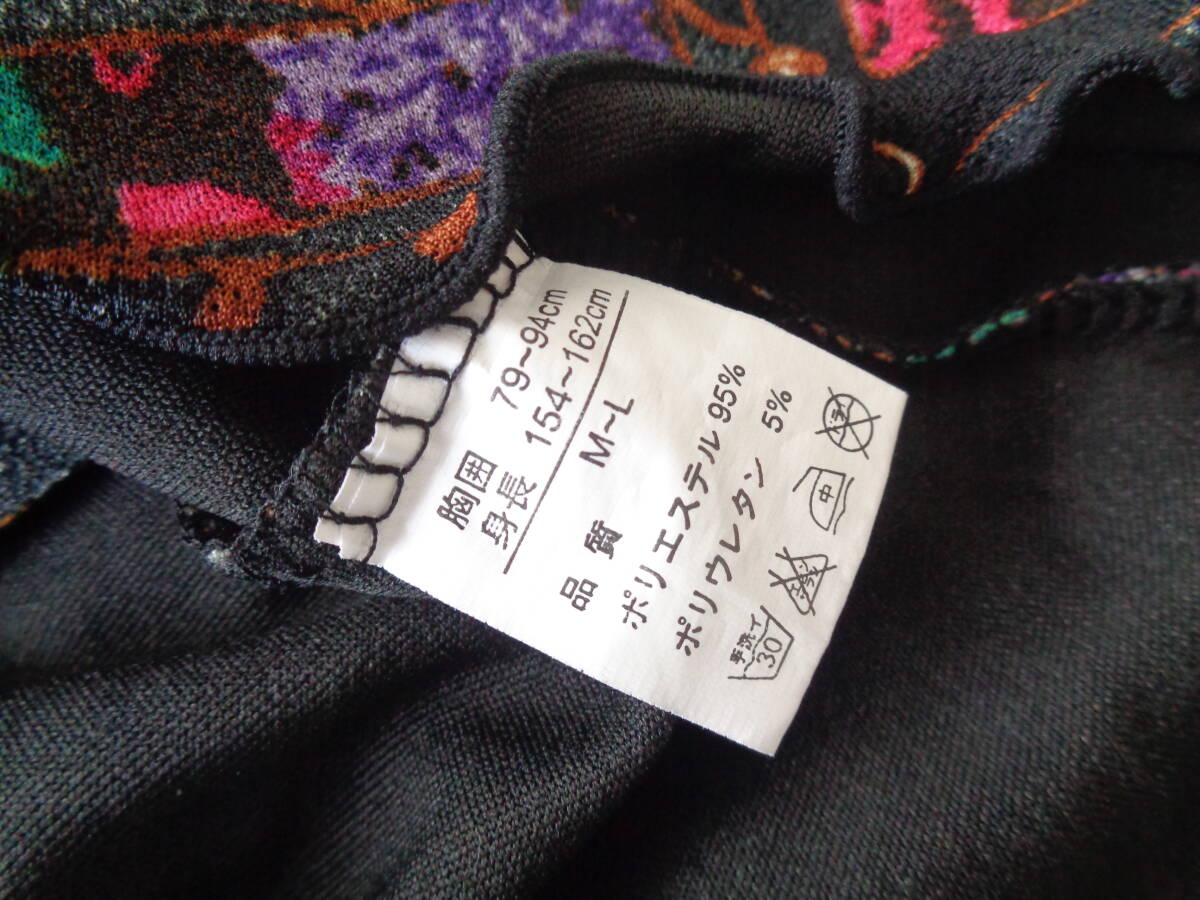 胸囲 79~94cm
身長 154~162cm
M~L
品質
ポリエステル 95%
ポリウレタン 5%
手洗イ
30
中